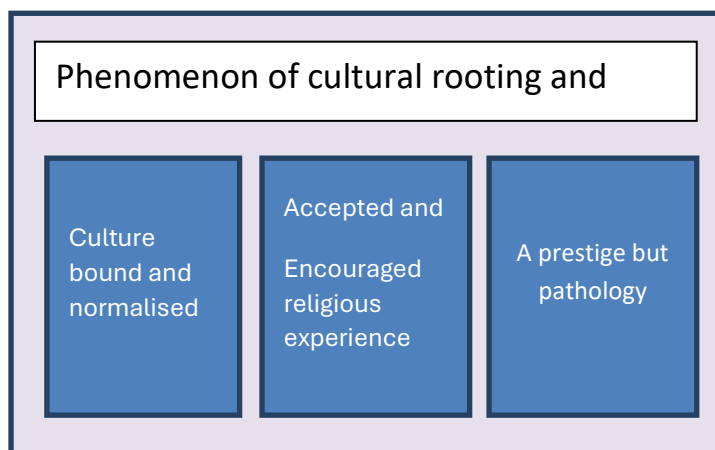 Phenomenon of cultural rooting and
Culture
bound and
normalised
Accepted and
Encouraged
religious
experience
A prestige but
pathology